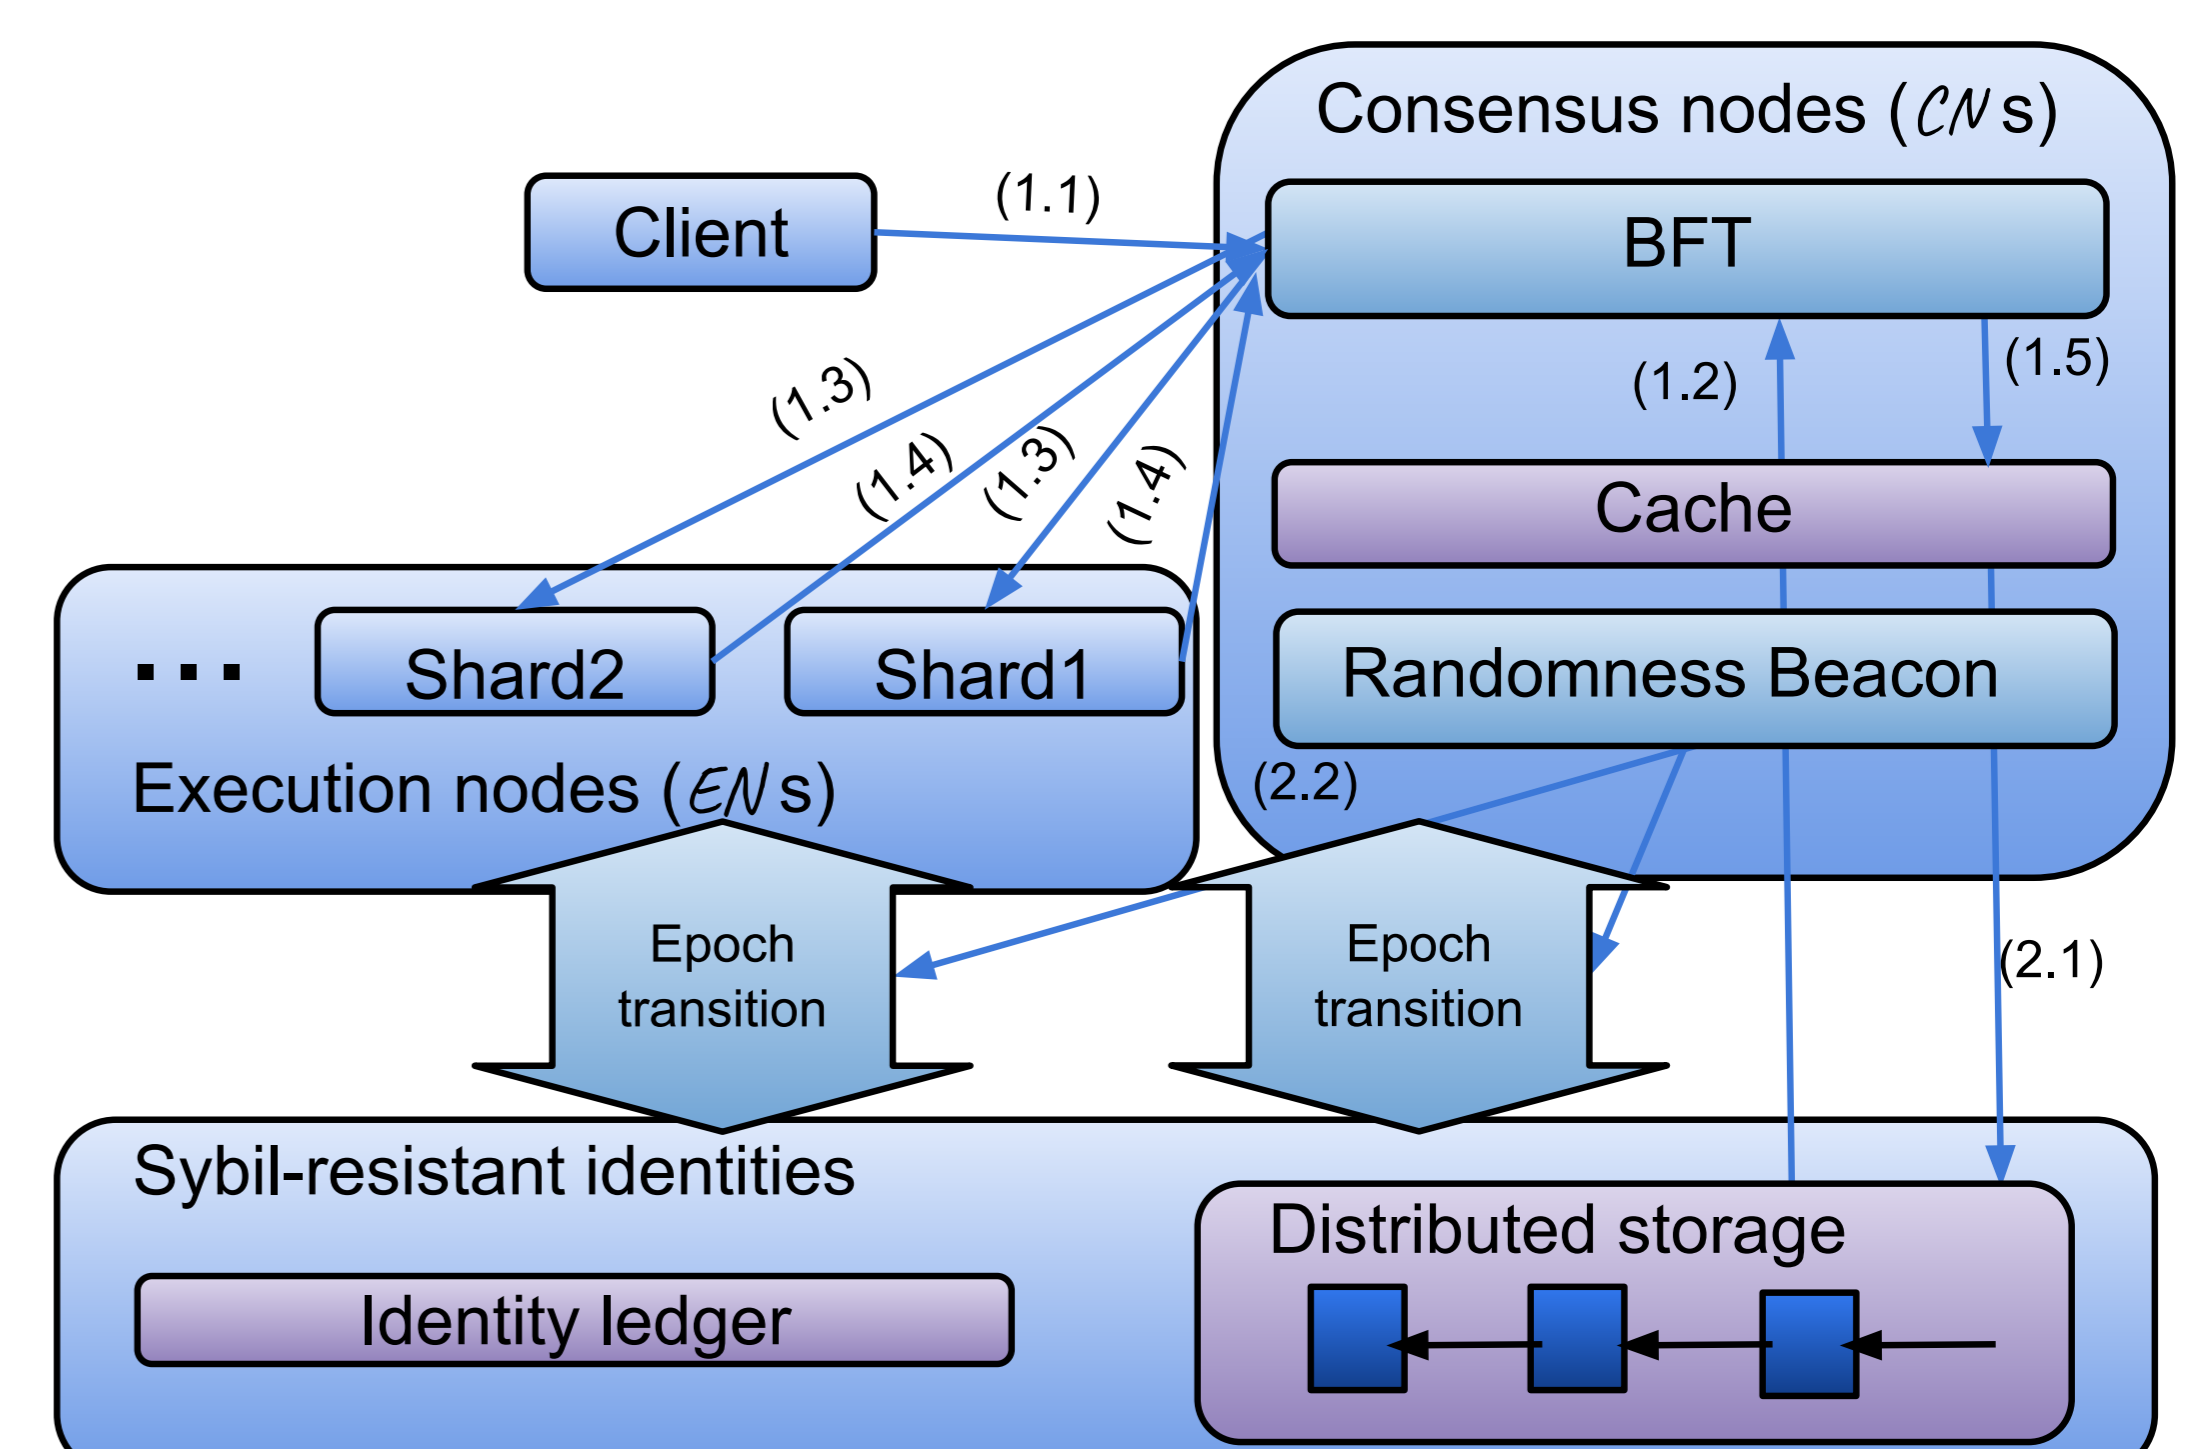 Consensus nodes (CNs)
Client
(1.1)
BFT
(1.3)
(1.4)
(1.3)
(1.4)
(1.2)
(1.5)
Cache
...
Shard2
Shard1
Randomness Beacon
Execution nodes (ENs)
(2.2)
Epoch
transition
Epoch
transition
(2.1)
Sybil-resistant identities
Distributed storage
Identity ledger